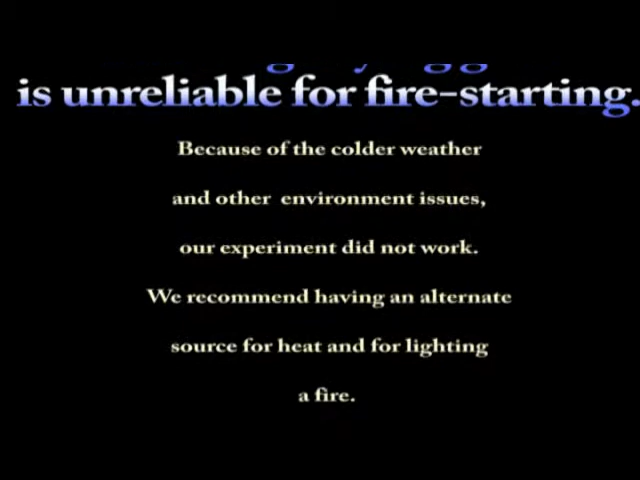 is unreliable for fire-starting.
Because of the colder weather
and other environment issues,
our experiment did not work.
We recommend having an alternate
source for heat and for lighting
a fire.